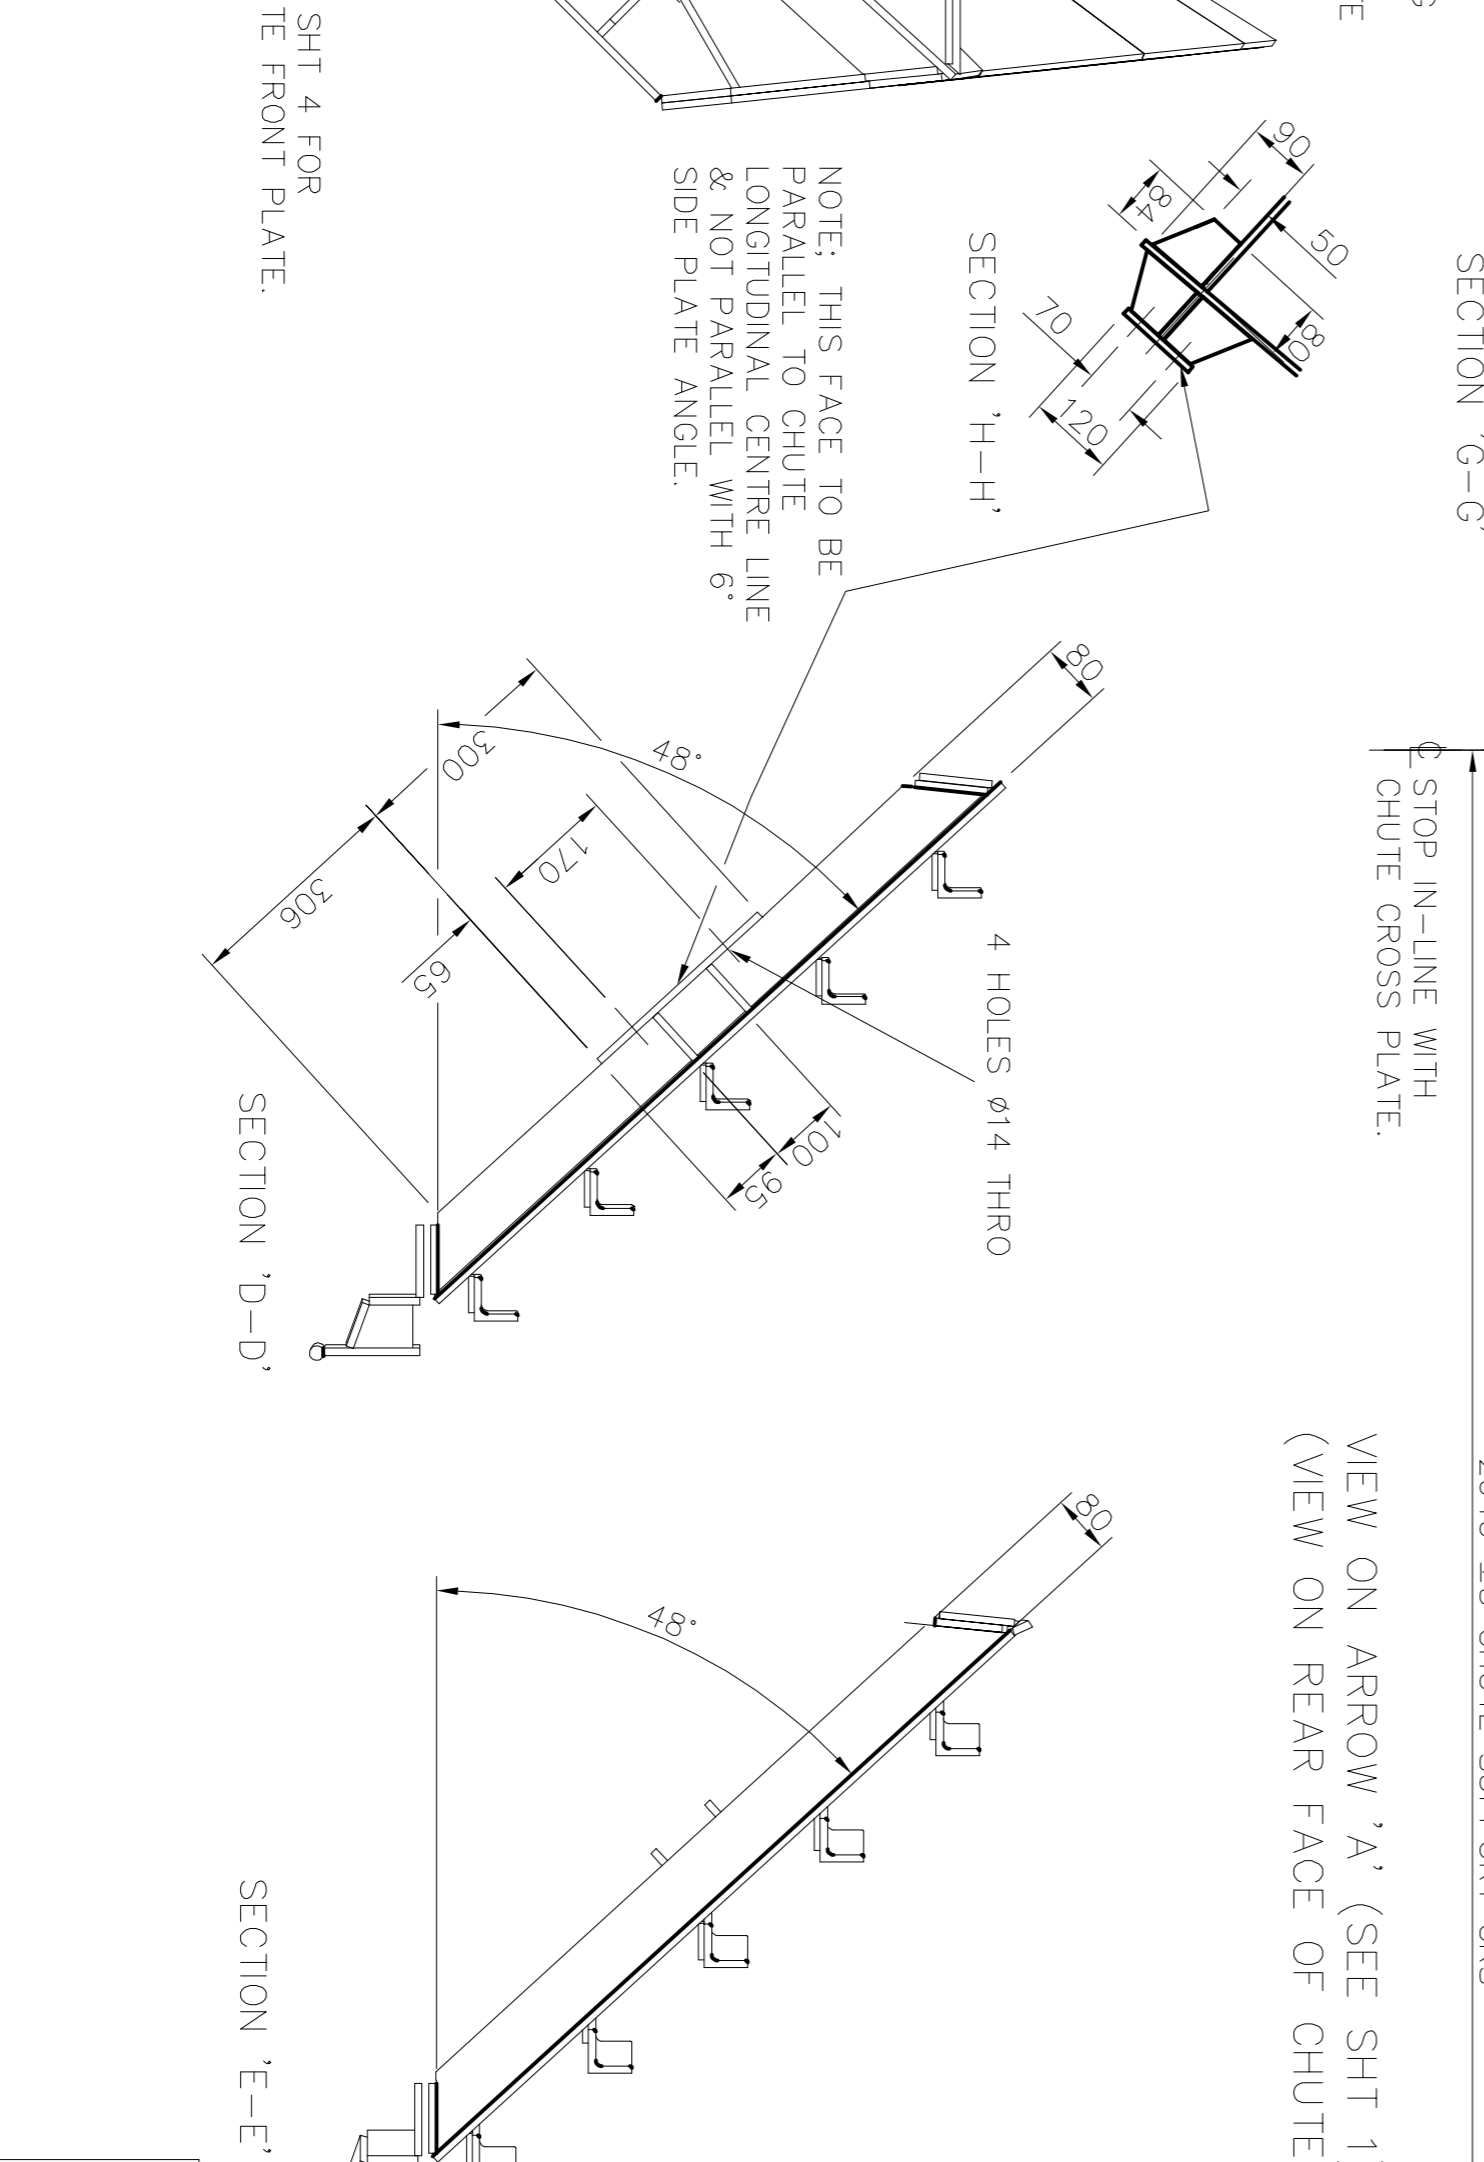 SECTION 'G-G'
90
84
50
80
70
120
SECTION 'H-H'
NOTE; THIS FACE TO BE
PARALLEL TO CHUTE
LONGITUDINAL CENTRE LINE
& NOT PARALLEL WITH 6°
SIDE PLATE ANGLE.
SHT 4 FOR
FRONT PLATE.
℄ STOP IN-LINE WITH
CHUTE CROSS PLATE.
80
48°
300
170
306
65
100
95
4 HOLES Ø14 THRO
SECTION 'D-D'
VIEW ON ARROW 'A' (SEE SHT 1)
(VIEW ON REAR FACE OF CHUTE
80
48°
SECTION 'E-E'